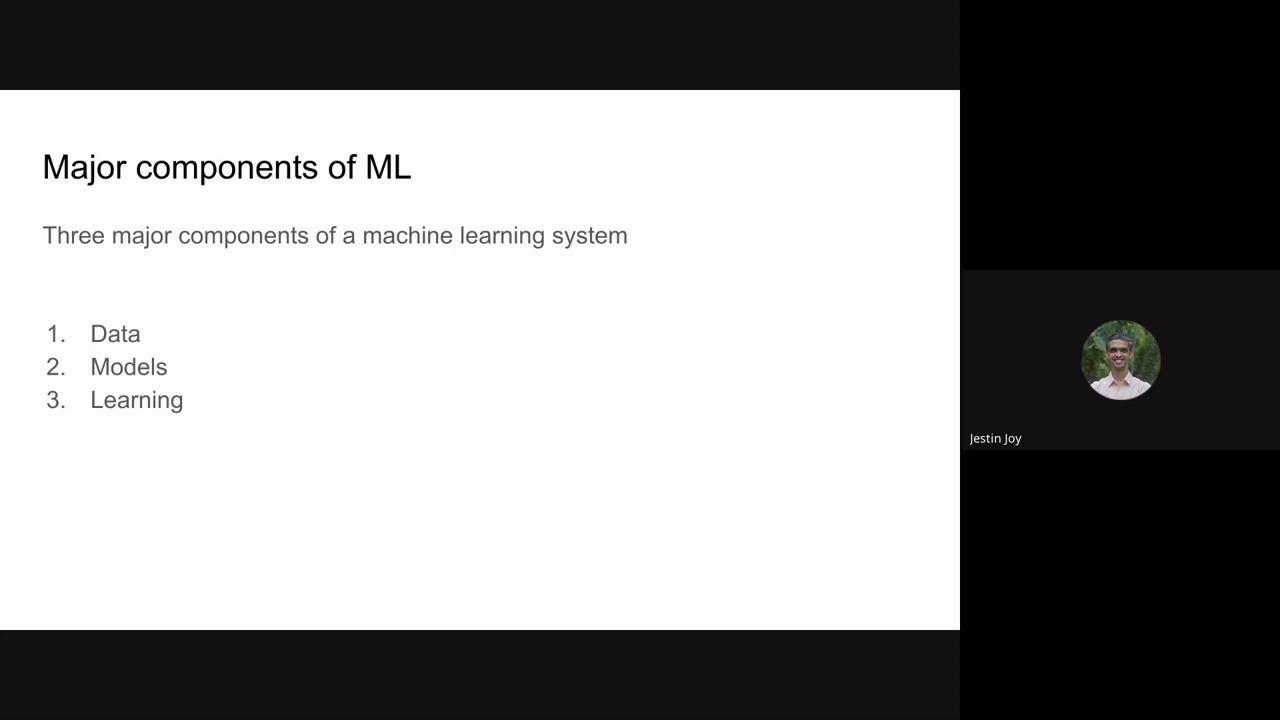 Major components of ML
Three major components of a machine learning system
1. Data
2. Models
3. Learning
Jestin Joy